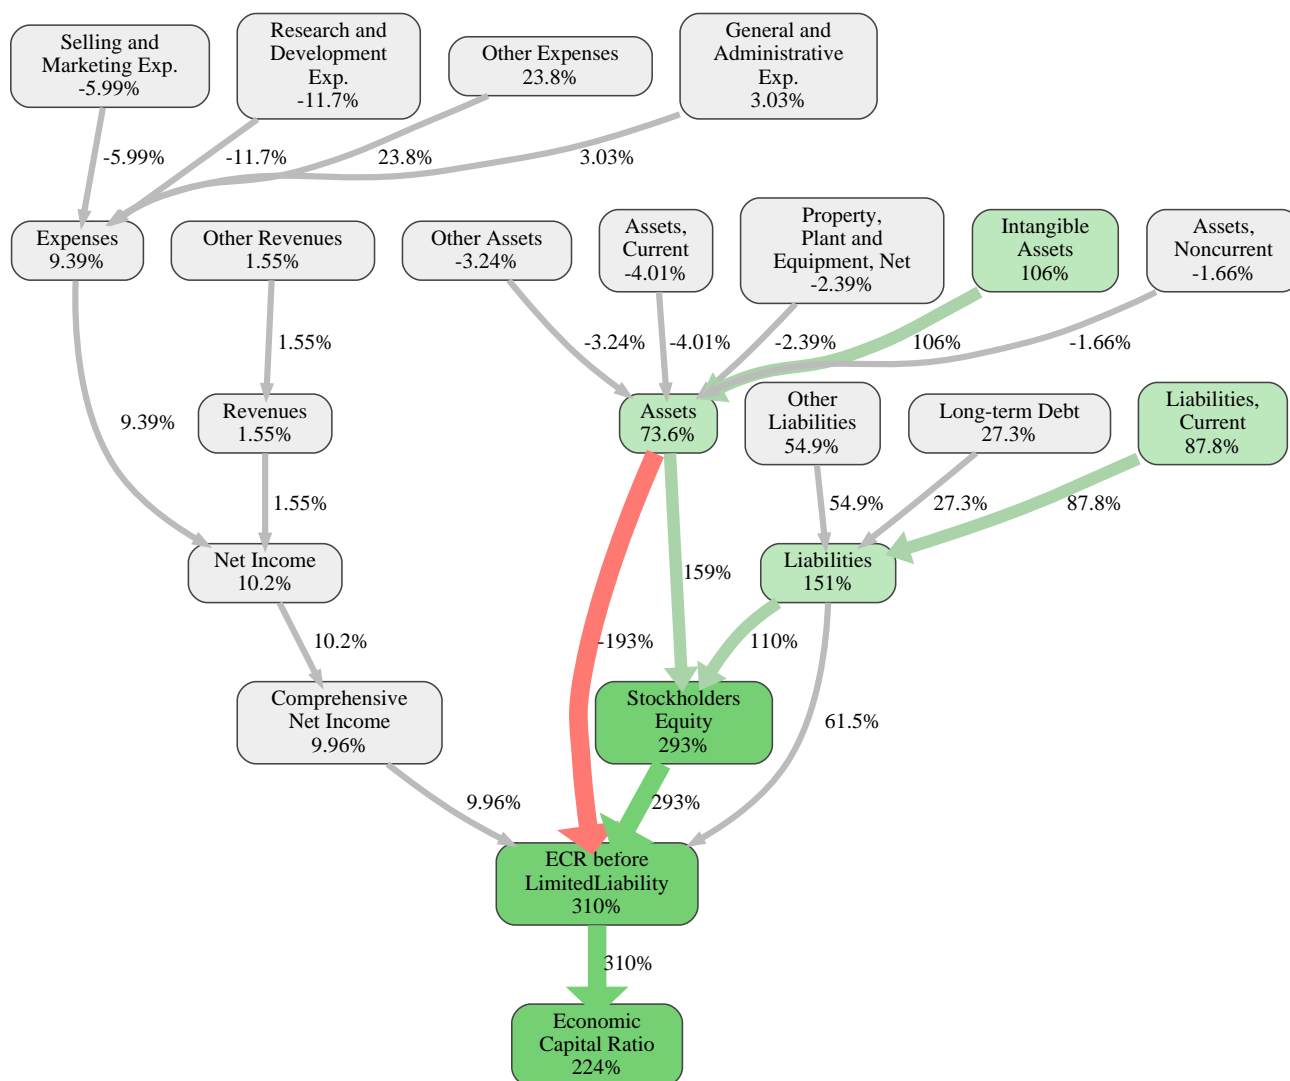 Selling and
Marketing Exp.
-5.99%
Research and
Development
Exp.
-11.7%
Other Expenses
23.8%
General and
Administrative
Exp.
3.03%
-5.99%
-11.7%
23.8%
3.03%
Expenses
9.39%
Other Revenues
1.55%
Other Assets
-3.24%
Assets,
Current
-4.01%
Property,
Plant and
Equipment, Net
-2.39%
Intangible
Assets
106%
Assets,
Noncurrent
-1.66%
1.55%
-3.24%
-4.01%
-2.39%
106%
-1.66%
9.39%
Revenues
1.55%
Assets
73.6%
Other
Liabilities
54.9%
Long-term Debt
27.3%
Liabilities,
Current
87.8%
1.55%
54.9%
27.3%
87.8%
Net Income
10.2%
159%
Liabilities
151%
10.2%
-193%
110%
Comprehensive
Net Income
9.96%
Stockholders
Equity
293%
61.5%
9.96%
293%
ECR before
LimitedLiability
310%
310%
Economic
Capital Ratio
224%